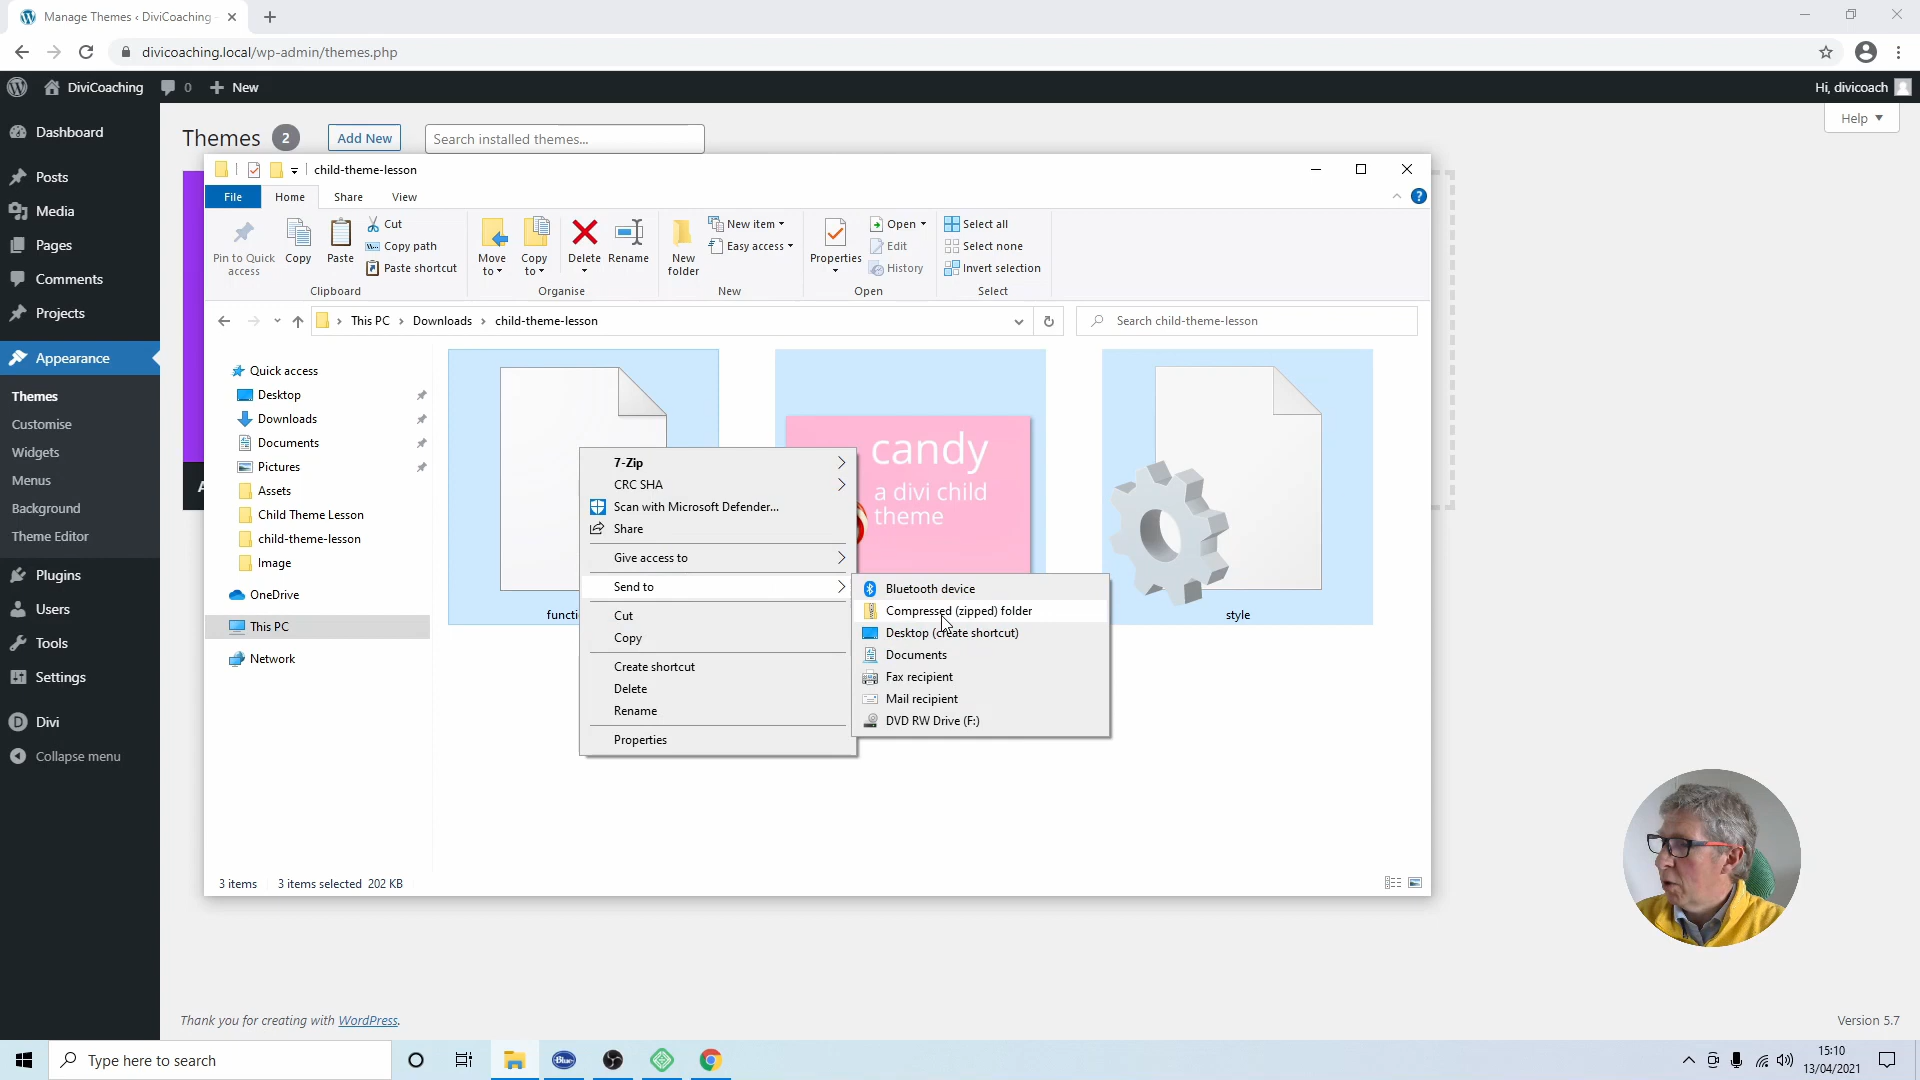 Manage Themes ‹ DiviCoaching
divicoaching.local/wp-admin/themes.php
DiviCoaching
0
New
Hi, divicoach
Help
Dashboard
Posts
Media
Pages
Comments
Projects
Appearance
Themes
Customise
Widgets
Menus
Background
Theme Editor
Plugins
Users
Tools
Settings
Divi
Collapse menu
Themes 2
Add New
Search installed themes...
child-theme-lesson
File
Home
Share
View
Pin to Quick access
Copy
Paste
Cut
Copy path
Paste shortcut
Clipboard
Move to
Copy to
Delete
Rename
Organise
New folder
New item
Easy access
New
Properties
Open
Edit
History
Open
Select all
Select none
Invert selection
Select
This PC
Downloads
child-theme-lesson
Search child-theme-lesson
Quick access
Desktop
Downloads
Documents
Pictures
Assets
Child Theme Lesson
child-theme-lesson
Image
OneDrive
This PC
Network
candy
a divi child
theme
functi
style
7-Zip
CRC SHA
Scan with Microsoft Defender...
Share
Give access to
Send to
Cut
Copy
Create shortcut
Delete
Rename
Properties
Bluetooth device
Compressed (zipped) folder
Desktop (create shortcut)
Documents
Fax recipient
Mail recipient
DVD RW Drive (F:)
3 items
3 items selected 202 KB
Thank you for creating with WordPress.
Version 5.7
Type here to search
Blue
15:10
13/04/2021